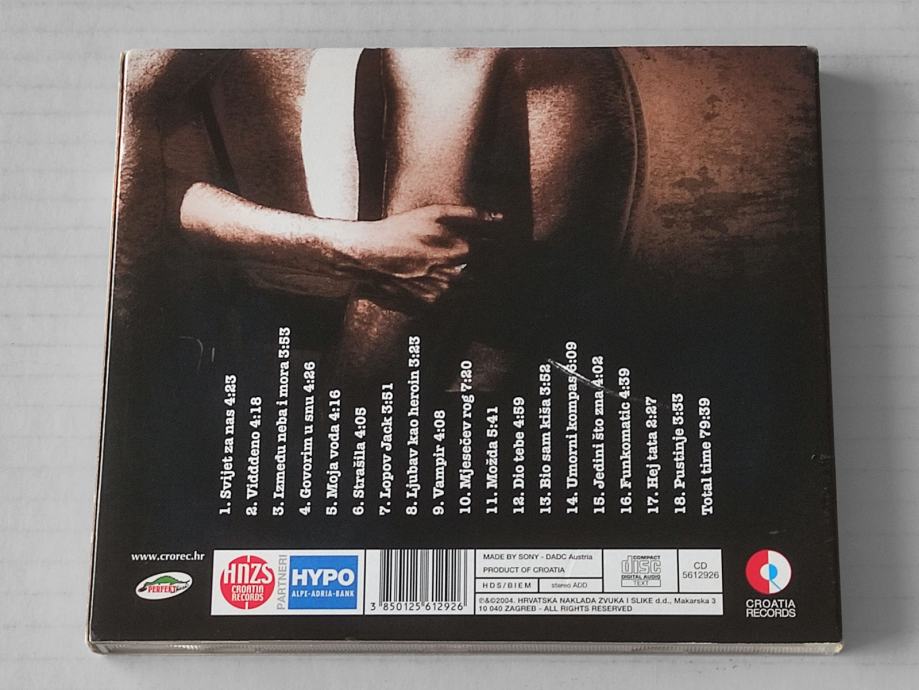 1. Svijet za nas 4:23
2. Vidddeno 4:18
3. Između neba i mora 3:53
4. Govorim u snu 4:26
5. Moja voda 4:16
6. Strašila 4:05
7. Lopov Jack 3:51
8. Ljubav kao heroin 3:23
9. Vampir 4:08
10. Mjesečev rog 7:20
11. Možda 5:41
12. Dio tebe 4:59
13. Bio sam kiša 3:52
14. Umorni kompas 6:09
15. Jedini što zna 4:02
16. Funkomatic 4:39
17. Hej tata 2:27
18. Pustinje 3:33
Total time 79:39
www.crorec.hr
PERFEKT
HNZS
CROATIA
RECORDS
PARTNERI
HYPO
ALPE-ADRIA-BANK
3 850125 612926
MADE BY SONY - DADC Austria
PRODUCT OF CROATIA
HDS/BIEM
stereo ADD
COMPACT
disc
DIGITAL AUDIO
TEXT
CD
5612926
℗&©2004. HRVATSKA NAKLADA ZVUKA I SLIKE d.d., Makarska 3
10 040 ZAGREB - ALL RIGHTS RESERVED
CROATIA
RECORDS